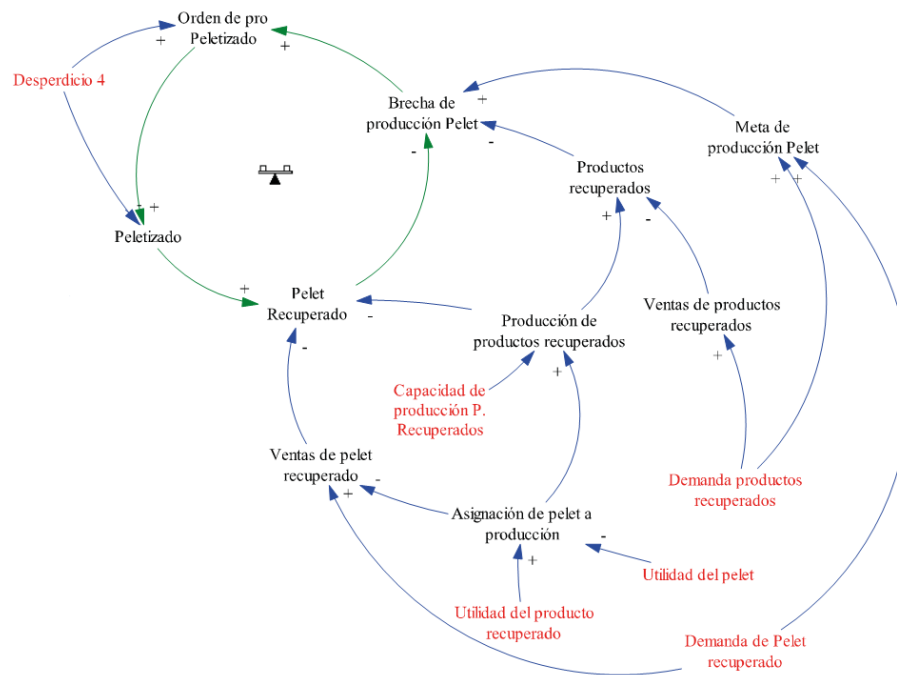 Orden de pro
Peletizado
+
+
Desperdicio 4
Brecha de
producción Pelet
+
-
-
Meta de
producción Pelet
+
+
Productos
recuperados
+
-
-
+
Peletizado
+
Pelet
Recuperado
-
-
Producción de
productos recuperados
+
Ventas de productos
recuperados
+
Capacidad de
producción P.
Recuperados
Ventas de pelet
recuperado
+
-
Demanda productos
recuperados
Asignación de pelet a
producción
+
-
Utilidad del pelet
Utilidad del producto
recuperado
Demanda de Pelet
recuperado